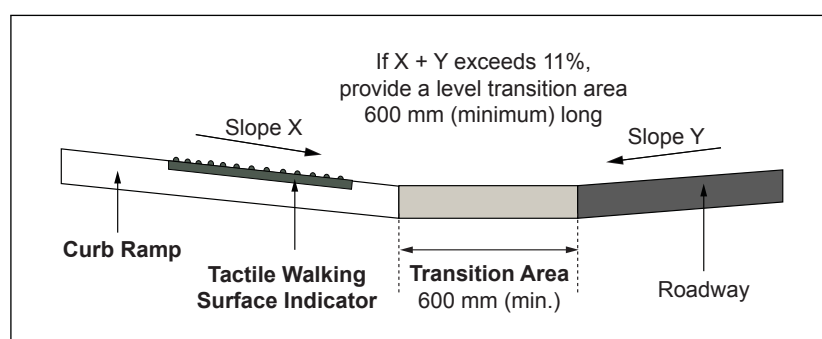 If X + Y exceeds 11%,
provide a level transition area
600 mm (minimum) long
Slope X
Slope Y
Curb Ramp
Tactile Walking
Surface Indicator
Transition Area
600 mm (min.)
Roadway